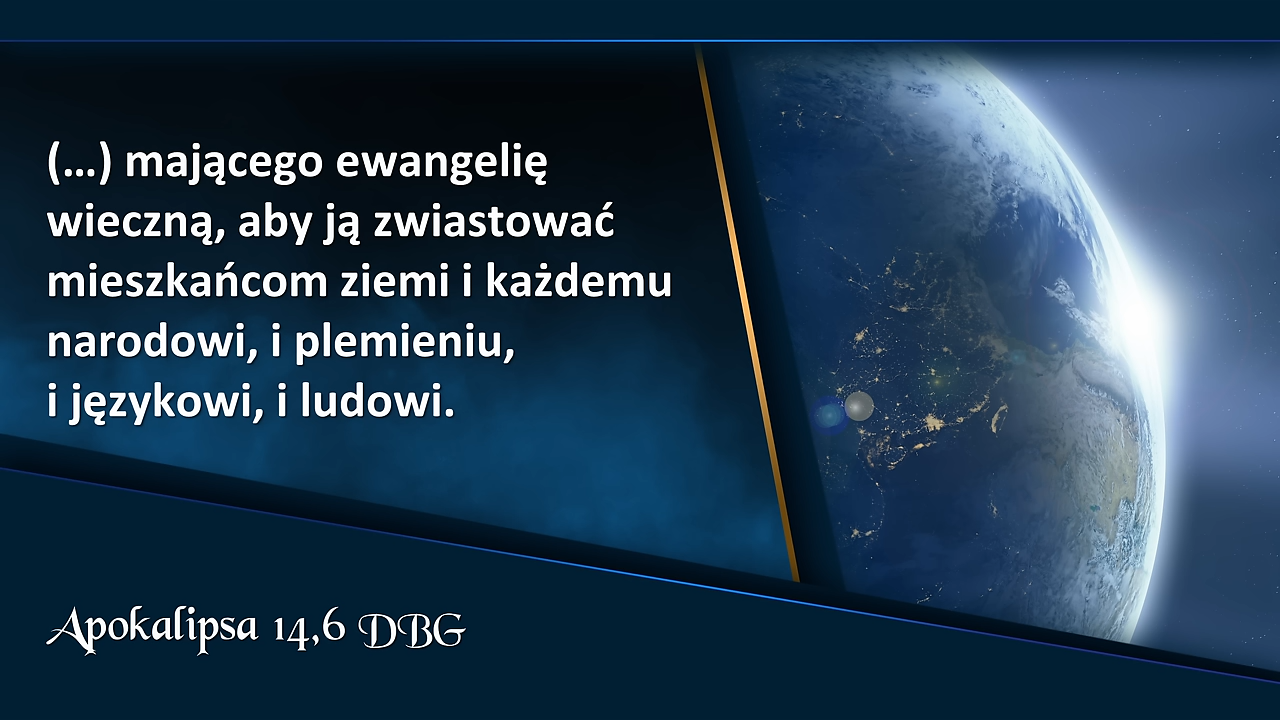 (…) mającego ewangelię
wieczną, aby ją zwiastować
mieszkańcom ziemi i każdemu
narodowi, i plemieniu,
i językowi, i ludowi.
Apokalipsa 14,6 DBG